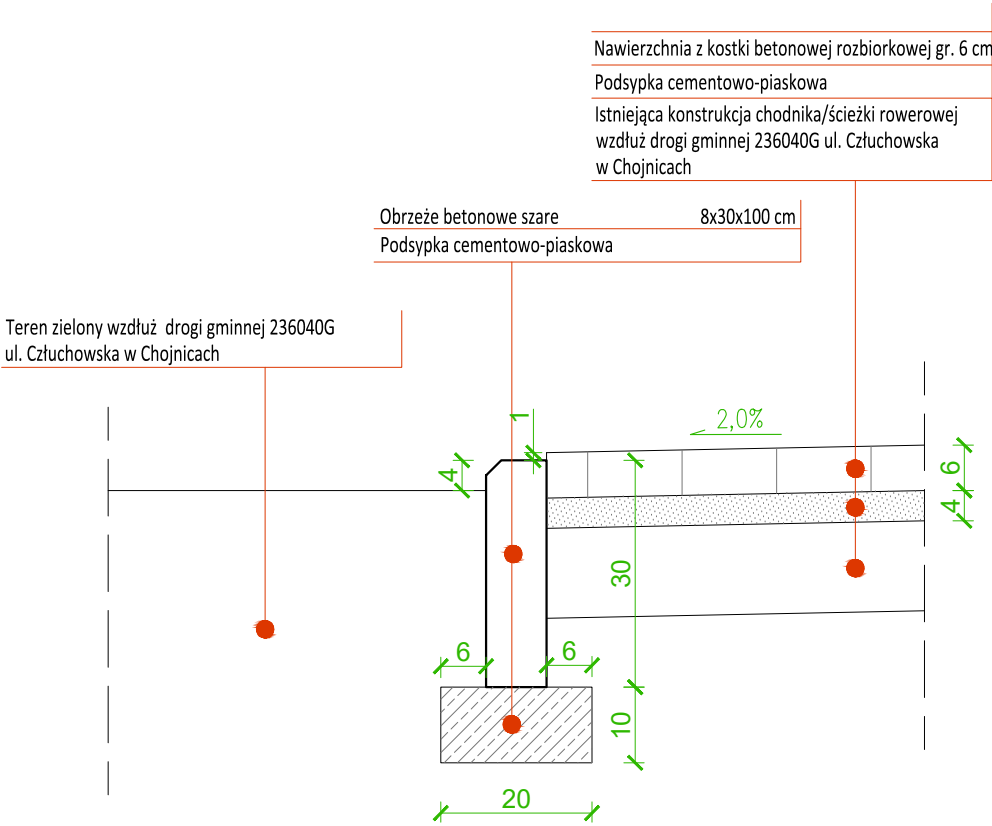 Nawierzchnia z kostki betonowej rozbiorkowej gr. 6 cm
Podsypka cementowo-piaskowa
Istniejąca konstrukcja chodnika/ścieżki rowerowej
wzdłuż drogi gminnej 236040G ul. Człuchowska
w Chojnicach
Obrzeże betonowe szare 8x30x100 cm
Podsypka cementowo-piaskowa
Teren zielony wzdłuż drogi gminnej 236040G
ul. Człuchowska w Chojnicach
1
2,0%
4
6
4
30
6
6
10
20